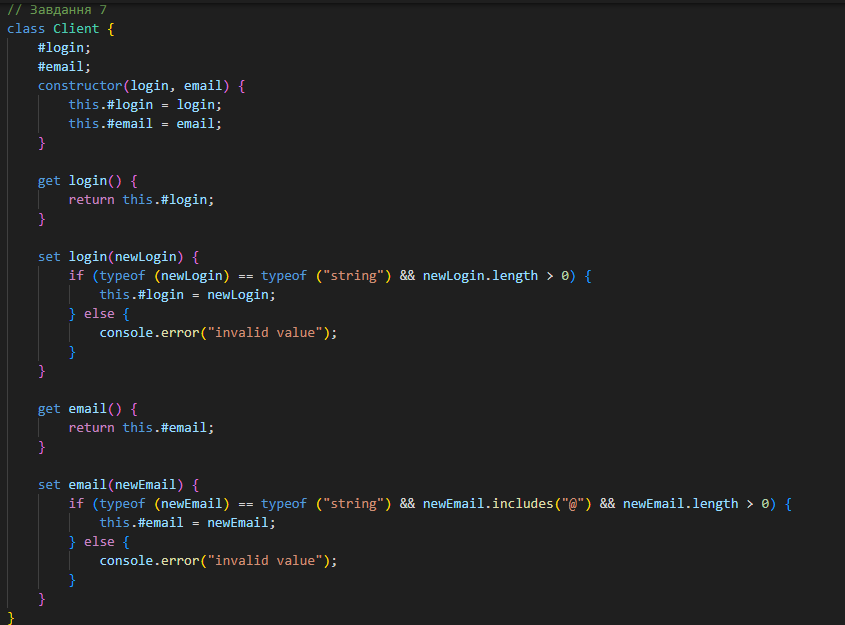 // Завдання 7
class Client {
    #login;
    #email;
    constructor(login, email) {
        this.#login = login;
        this.#email = email;
    }

    get login() {
        return this.#login;
    }

    set login(newLogin) {
        if (typeof (newLogin) == typeof ("string") && newLogin.length > 0) {
            this.#login = newLogin;
        } else {
            console.error("invalid value");
        }
    }

    get email() {
        return this.#email;
    }

    set email(newEmail) {
        if (typeof (newEmail) == typeof ("string") && newEmail.includes("@") && newEmail.length > 0) {
            this.#email = newEmail;
        } else {
            console.error("invalid value");
        }
    }
}